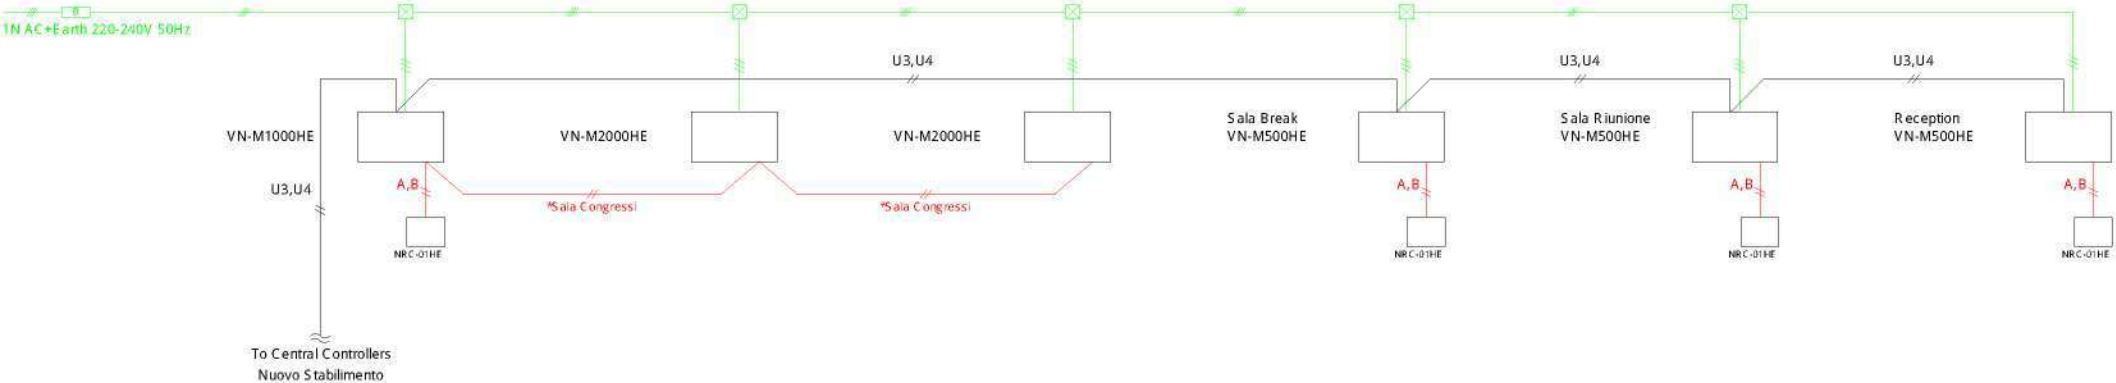 1N AC+Earth 220-240V 50Hz
U3,U4
U3,U4
U3,U4
VN-M1000HE
VN-M2000HE
VN-M2000HE
Sala Break
VN-M500HE
Sala Riunione
VN-M500HE
Reception
VN-M500HE
U3,U4
A,B
*Sala Congressi
*Sala Congressi
A,B
A,B
A,B
NRC-01HE
NRC-01HE
NRC-01HE
NRC-01HE
To Central Controllers
Nuovo Stabilimento